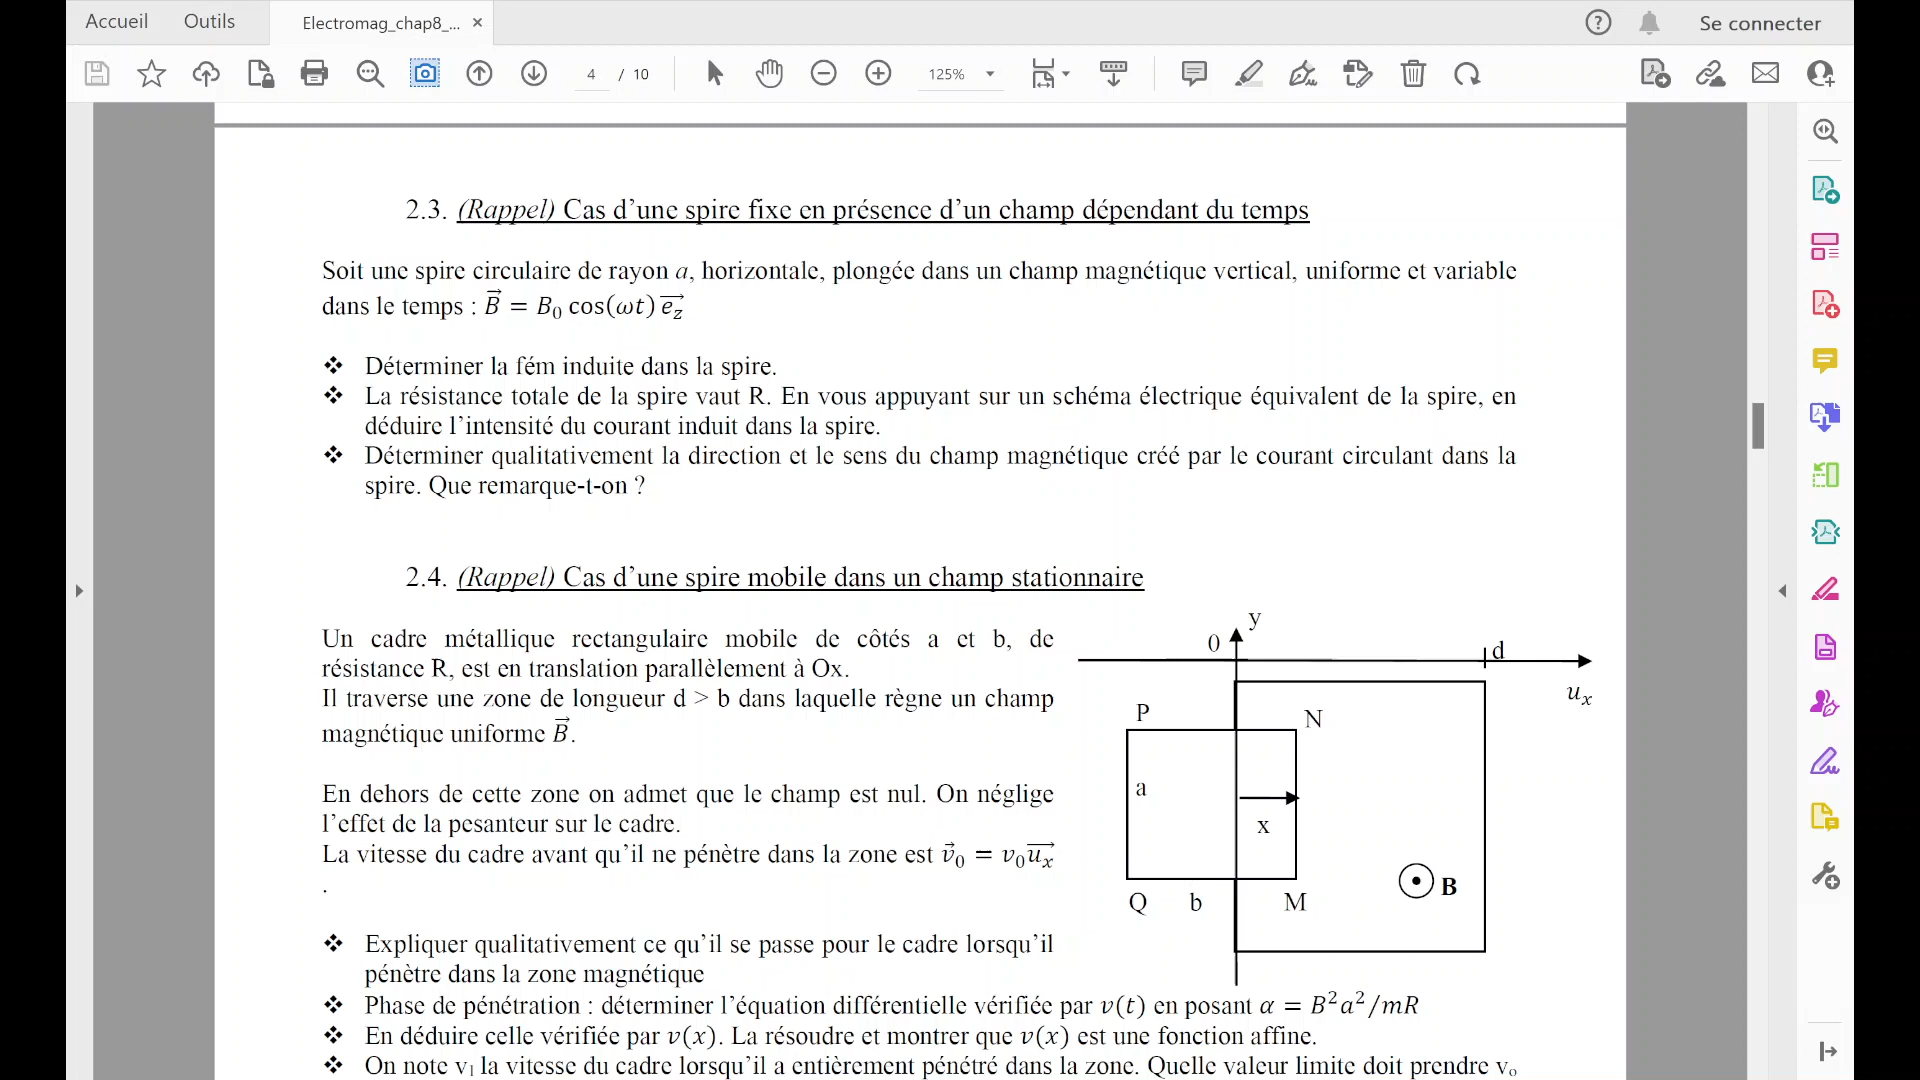 Accueil
Outils
Electromag_chap8_...
Se connecter
4 / 10
125%
2.3. (Rappel) Cas d'une spire fixe en présence d'un champ dépendant du temps
Soit une spire circulaire de rayon a, horizontale, plongée dans un champ magnétique vertical, uniforme et variable
dans le temps : B⃗ = B₀ cos(ωt) e_z⃗
❖ Déterminer la fém induite dans la spire.
❖ La résistance totale de la spire vaut R. En vous appuyant sur un schéma électrique équivalent de la spire, en
déduire l'intensité du courant induit dans la spire.
❖ Déterminer qualitativement la direction et le sens du champ magnétique créé par le courant circulant dans la
spire. Que remarque-t-on ?
2.4. (Rappel) Cas d'une spire mobile dans un champ stationnaire
Un cadre métallique rectangulaire mobile de côtés a et b, de
résistance R, est en translation parallèlement à Ox.
Il traverse une zone de longueur d > b dans laquelle règne un champ
magnétique uniforme B⃗.
En dehors de cette zone on admet que le champ est nul. On néglige
l'effet de la pesanteur sur le cadre.
La vitesse du cadre avant qu'il ne pénètre dans la zone est v⃗₀ = v₀u_x⃗
.
y
0
d
u_x
P
N
a
x
B
Q
b
M
❖ Expliquer qualitativement ce qu'il se passe pour le cadre lorsqu'il
pénètre dans la zone magnétique
❖ Phase de pénétration : déterminer l'équation différentielle vérifiée par v(t) en posant α = B²a²/mR
❖ En déduire celle vérifiée par v(x). La résoudre et montrer que v(x) est une fonction affine.
❖ On note v₁ la vitesse du cadre lorsqu'il a entièrement pénétré dans la zone. Quelle valeur limite doit prendre vₒ